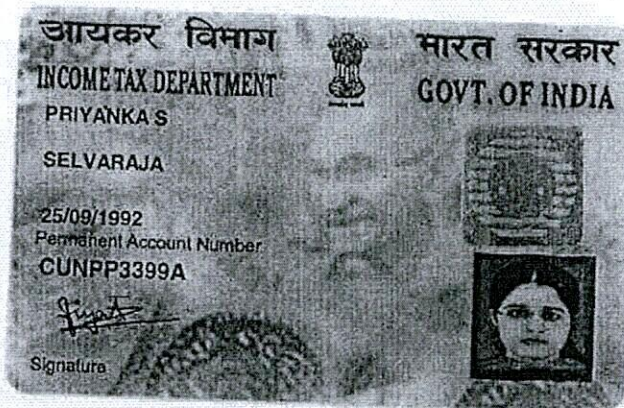 आयकर विभाग
भारत सरकार
INCOME TAX DEPARTMENT
GOVT. OF INDIA
PRIYANKA S
SELVARAJA
25/09/1992
Permanent Account Number
CUNPP3399A
Signature